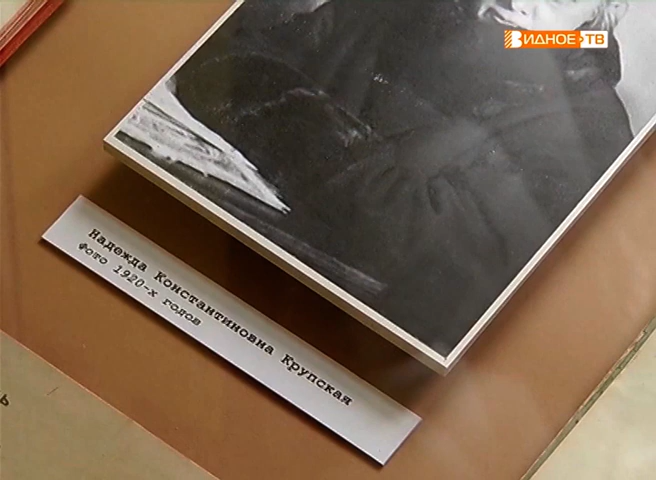 ВИДНОЕ-ТВ
Надежда Константиновна Крупская
Фото 1920-х годов
ь